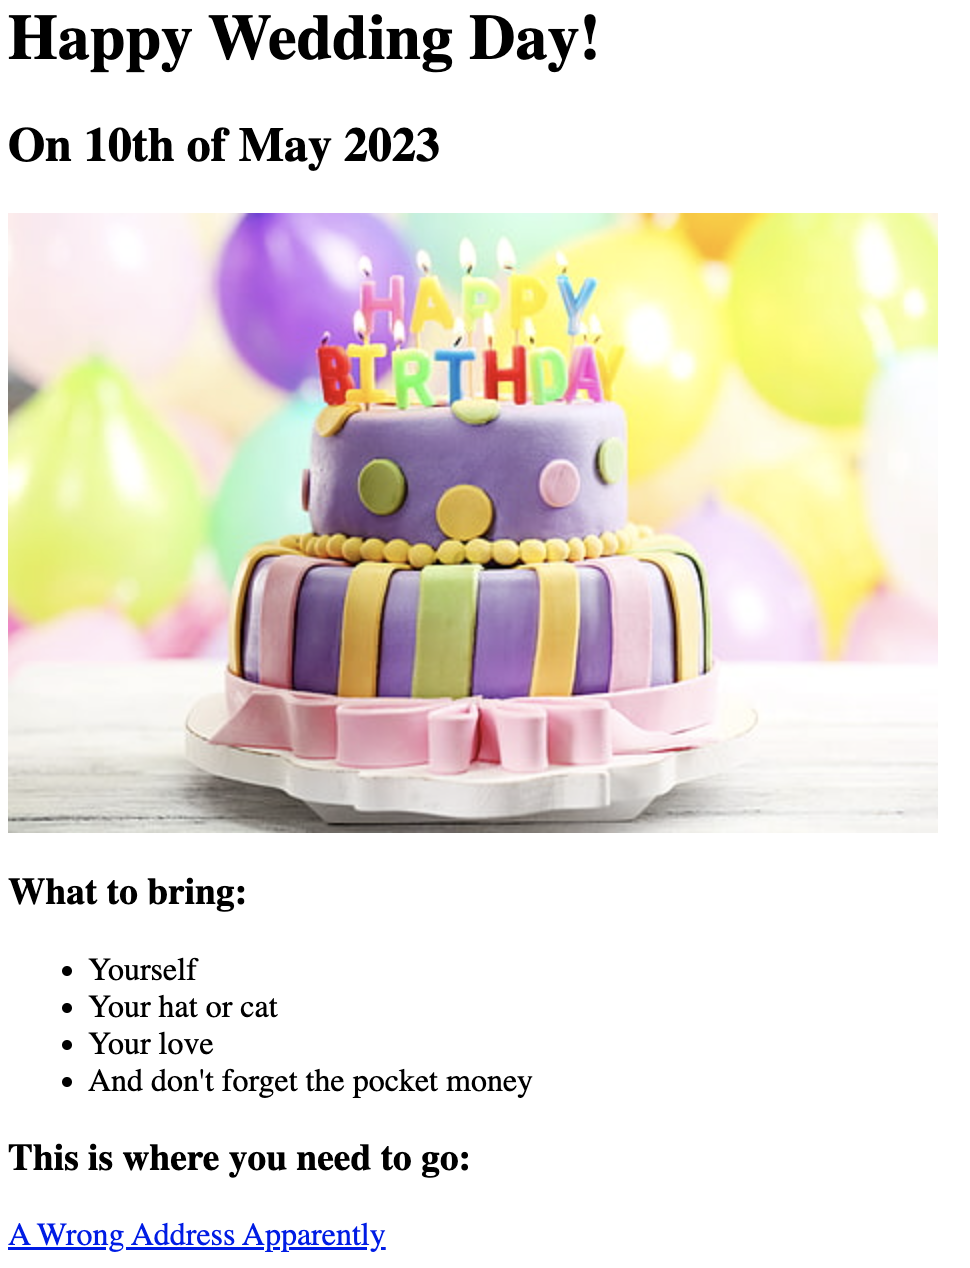 Happy Wedding Day!
On 10th of May 2023
HAPPY
BIRTHDAY
What to bring:
Yourself
Your hat or cat
Your love
And don't forget the pocket money
This is where you need to go:
A Wrong Address Apparently